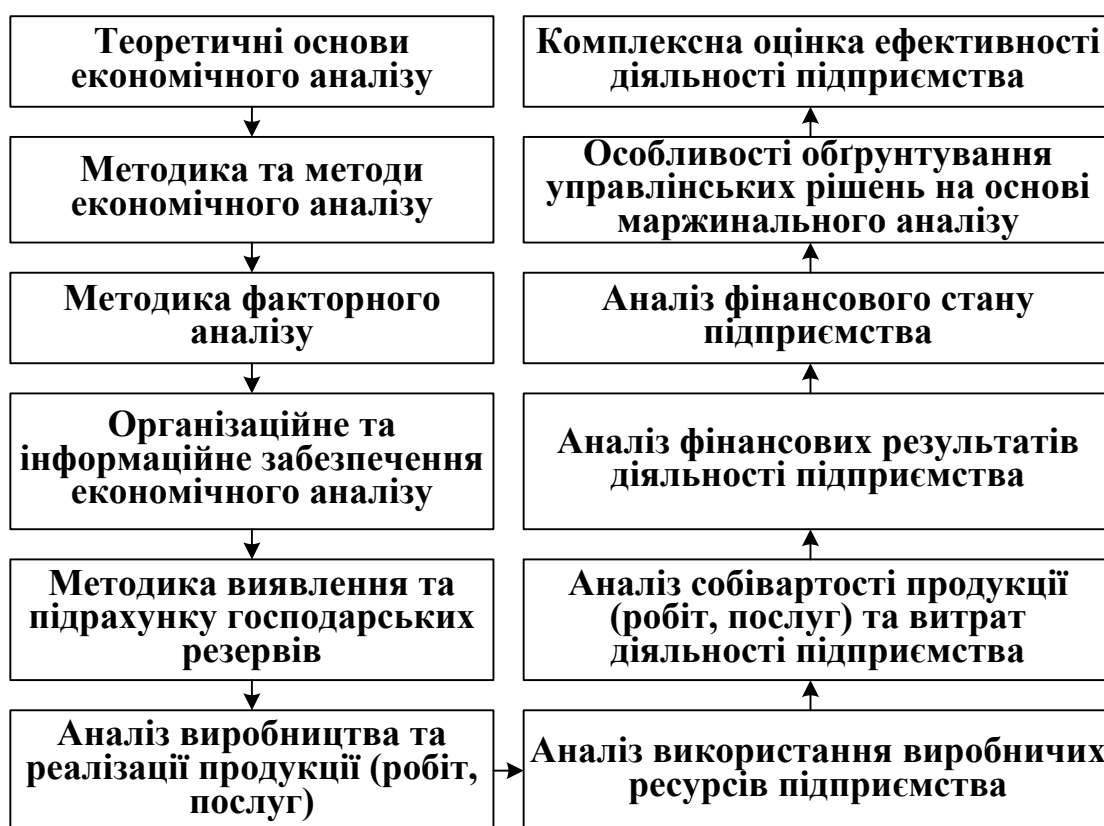 Теоретичні основи
економічного аналізу
Методика та методи
економічного аналізу
Методика факторного
аналізу
Організаційне та
інформаційне забезпечення
економічного аналізу
Методика виявлення та
підрахунку господарських
резервів
Аналіз виробництва та
реалізації продукції (робіт,
послуг)
Аналіз використання виробничих
ресурсів підприємства
Аналіз собівартості продукції
(робіт, послуг) та витрат
діяльності підприємства
Аналіз фінансових результатів
діяльності підприємства
Аналіз фінансового стану
підприємства
Особливості обґрунтування
управлінських рішень на основі
маржинального аналізу
Комплексна оцінка ефективності
діяльності підприємства